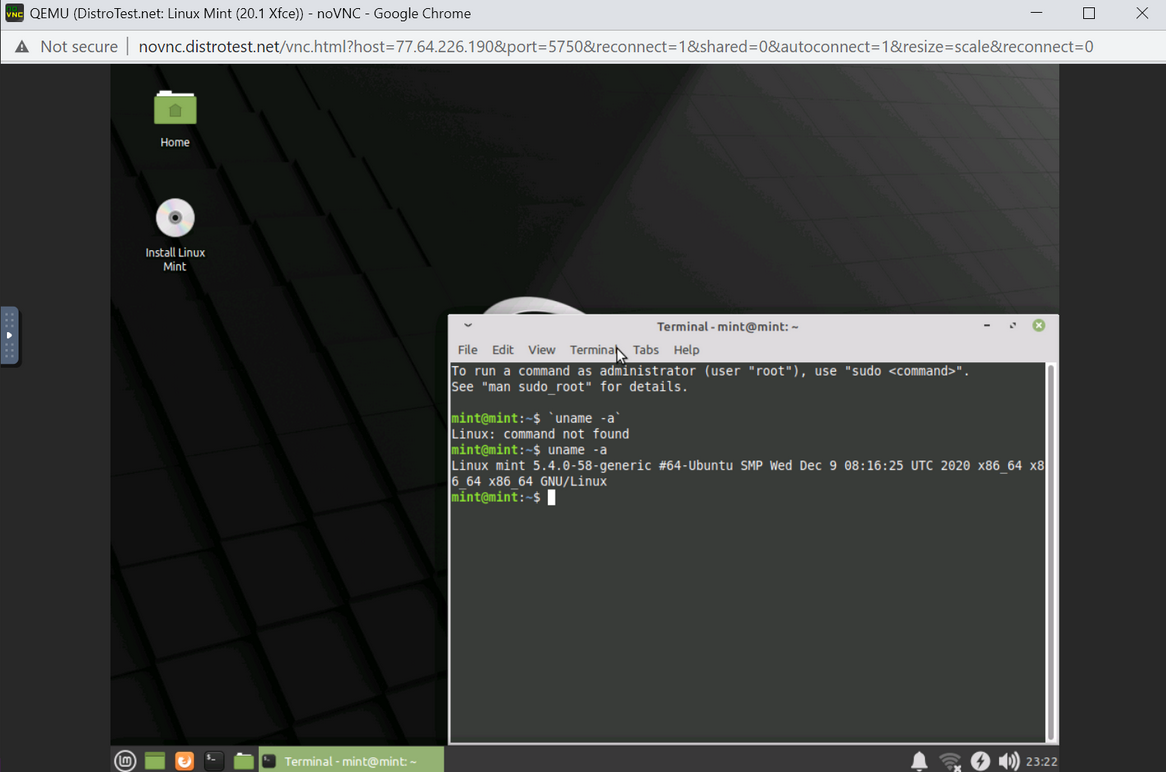 QEMU (DistroTest.net: Linux Mint (20.1 Xfce)) - noVNC - Google Chrome
Not secure | novnc.distrotest.net/vnc.html?host=77.64.226.190&port=5750&reconnect=1&shared=0&autoconnect=1&resize=scale&reconnect=0
Home
Install Linux
Mint
Terminal - mint@mint: ~
File Edit View Terminal Tabs Help
To run a command as administrator (user "root"), use "sudo <command>".
See "man sudo_root" for details.
mint@mint:~$ `uname -a`
Linux: command not found
mint@mint:~$ uname -a
Linux mint 5.4.0-58-generic #64-Ubuntu SMP Wed Dec 9 08:16:25 UTC 2020 x86_64 x8
6_64 x86_64 GNU/Linux
mint@mint:~$
Terminal - mint@mint: ~
23:22